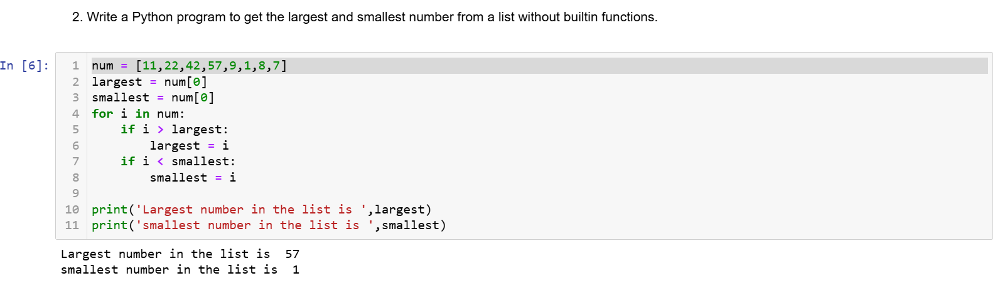 2. Write a Python program to get the largest and smallest number from a list without builtin functions.
In [6]:
1 num = [11,22,42,57,9,1,8,7]
2 largest = num[0]
3 smallest = num[0]
4 for i in num:
5     if i > largest:
6         largest = i
7     if i < smallest:
8         smallest = i
9
10 print('Largest number in the list is ',largest)
11 print('smallest number in the list is ',smallest)
Largest number in the list is  57
smallest number in the list is  1